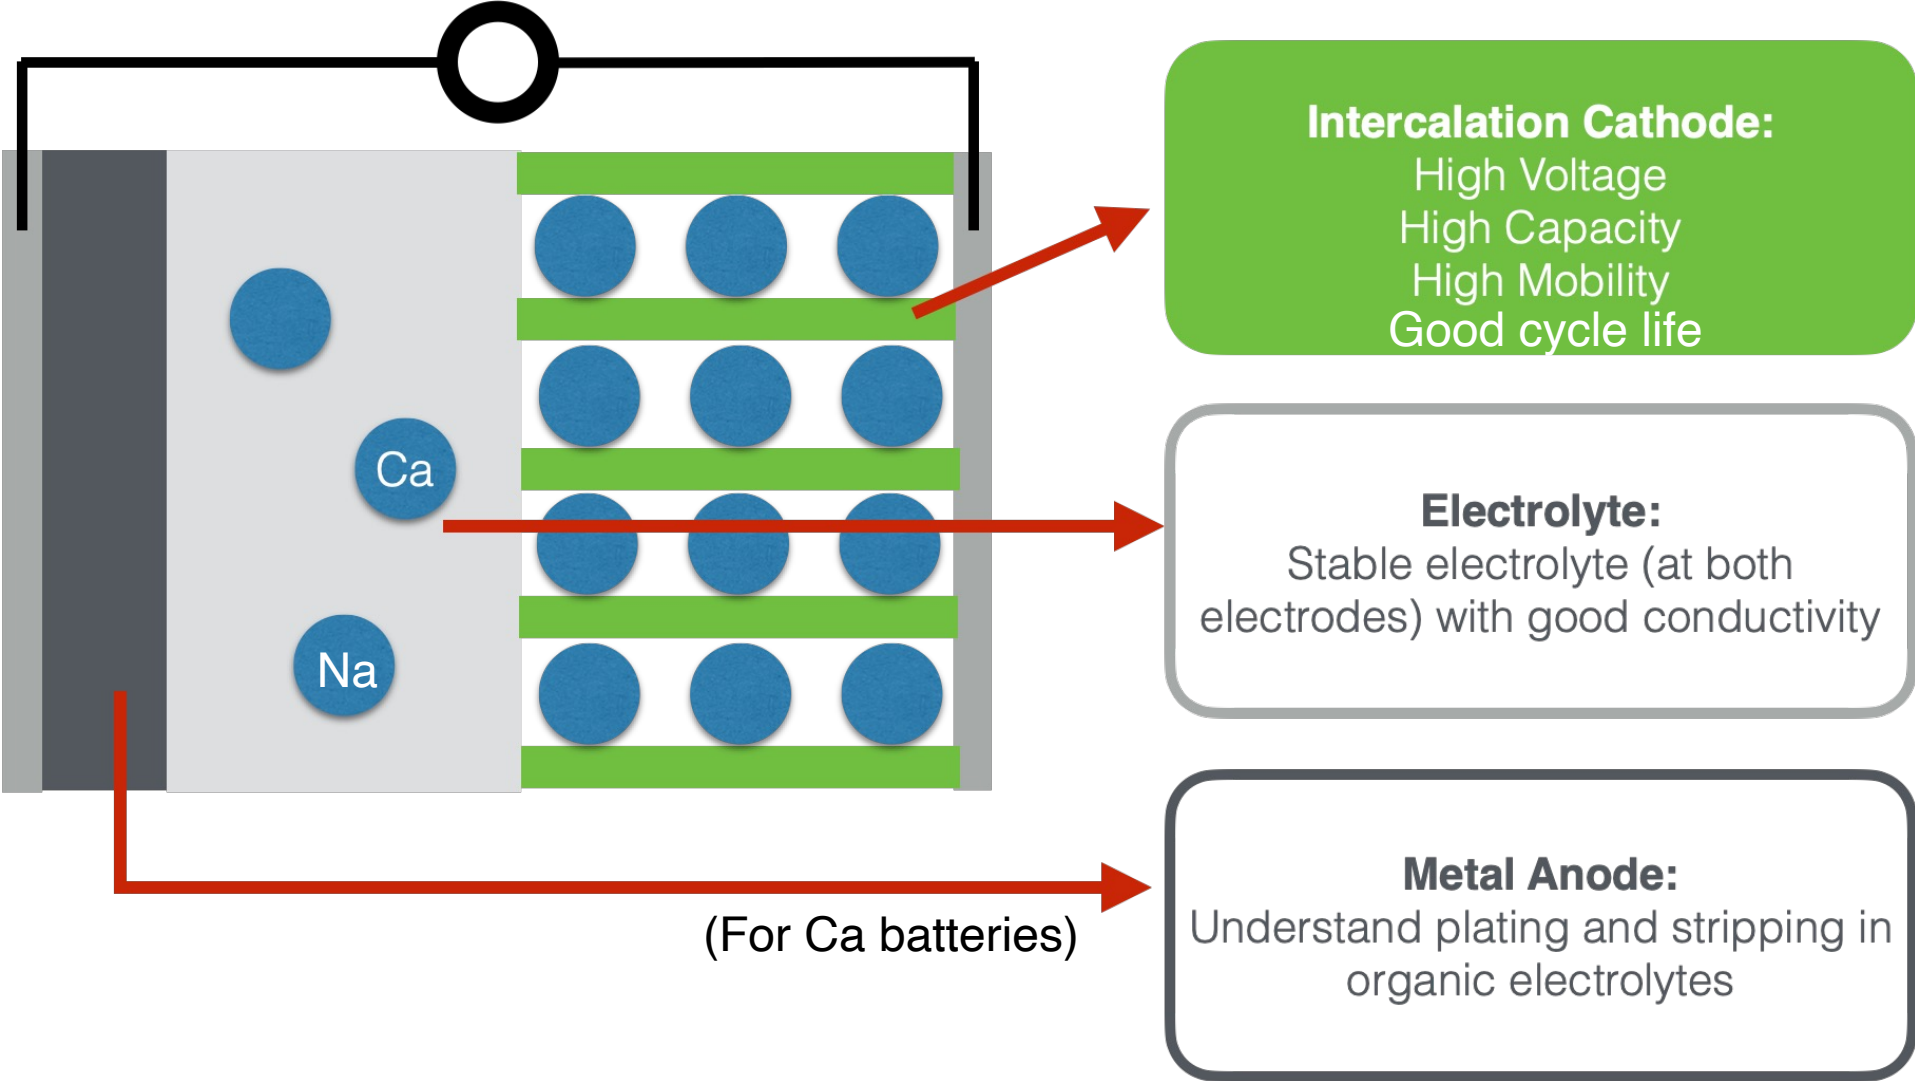 Intercalation Cathode:
High Voltage
High Capacity
High Mobility
Good cycle life
Ca
Na
Electrolyte:
Stable electrolyte (at both
electrodes) with good conductivity
(For Ca batteries)
Metal Anode:
Understand plating and stripping in
organic electrolytes